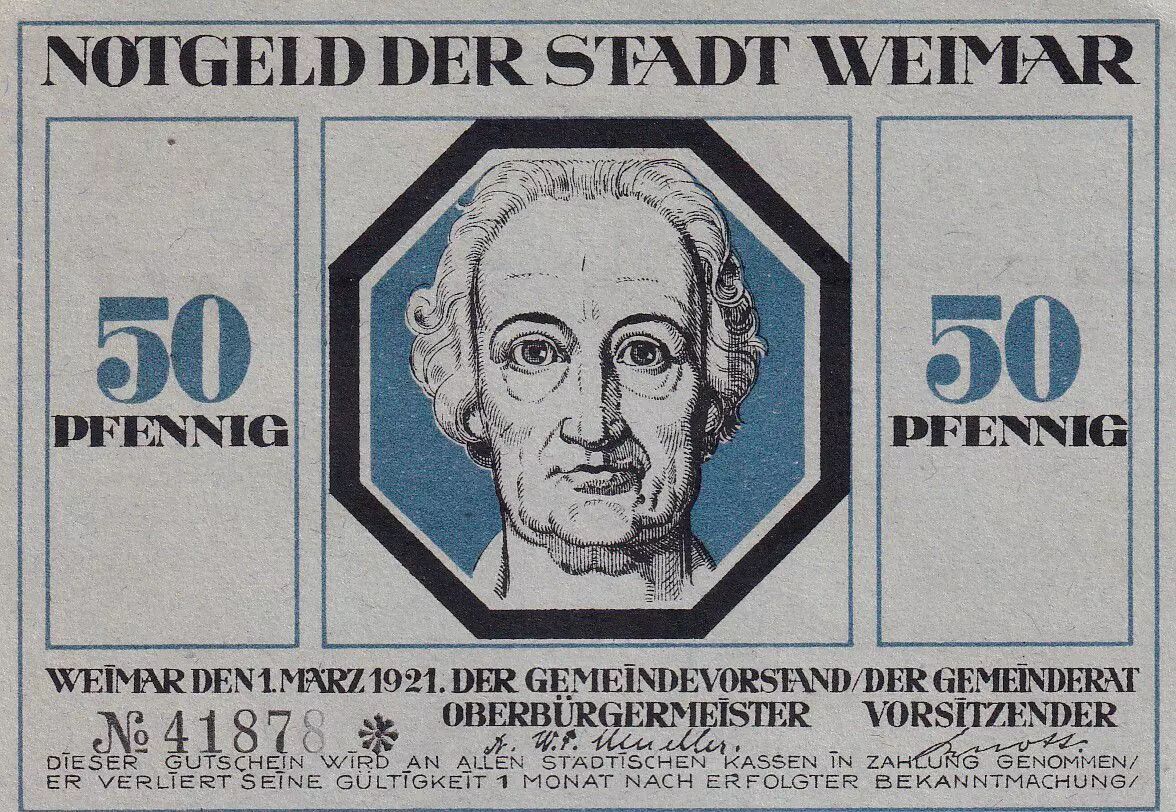 NOTGELD DER STADT WEIMAR
50
PFENNIG
50
PFENNIG
WEIMAR DEN 1. MÄRZ 1921. DER GEMEINDEVORSTAND/DER GEMEINDERAT
OBERBÜRGERMEISTER VORSITZENDER
№ 41878 *
Mueller.
DIESER GUTSCHEIN WIRD AN ALLEN STÄDTISCHEN KASSEN IN ZAHLUNG GENOMMEN/
ER VERLIERT SEINE GÜLTIGKEIT 1 MONAT NACH ERFOLGTER BEKANNTMACHUNG/